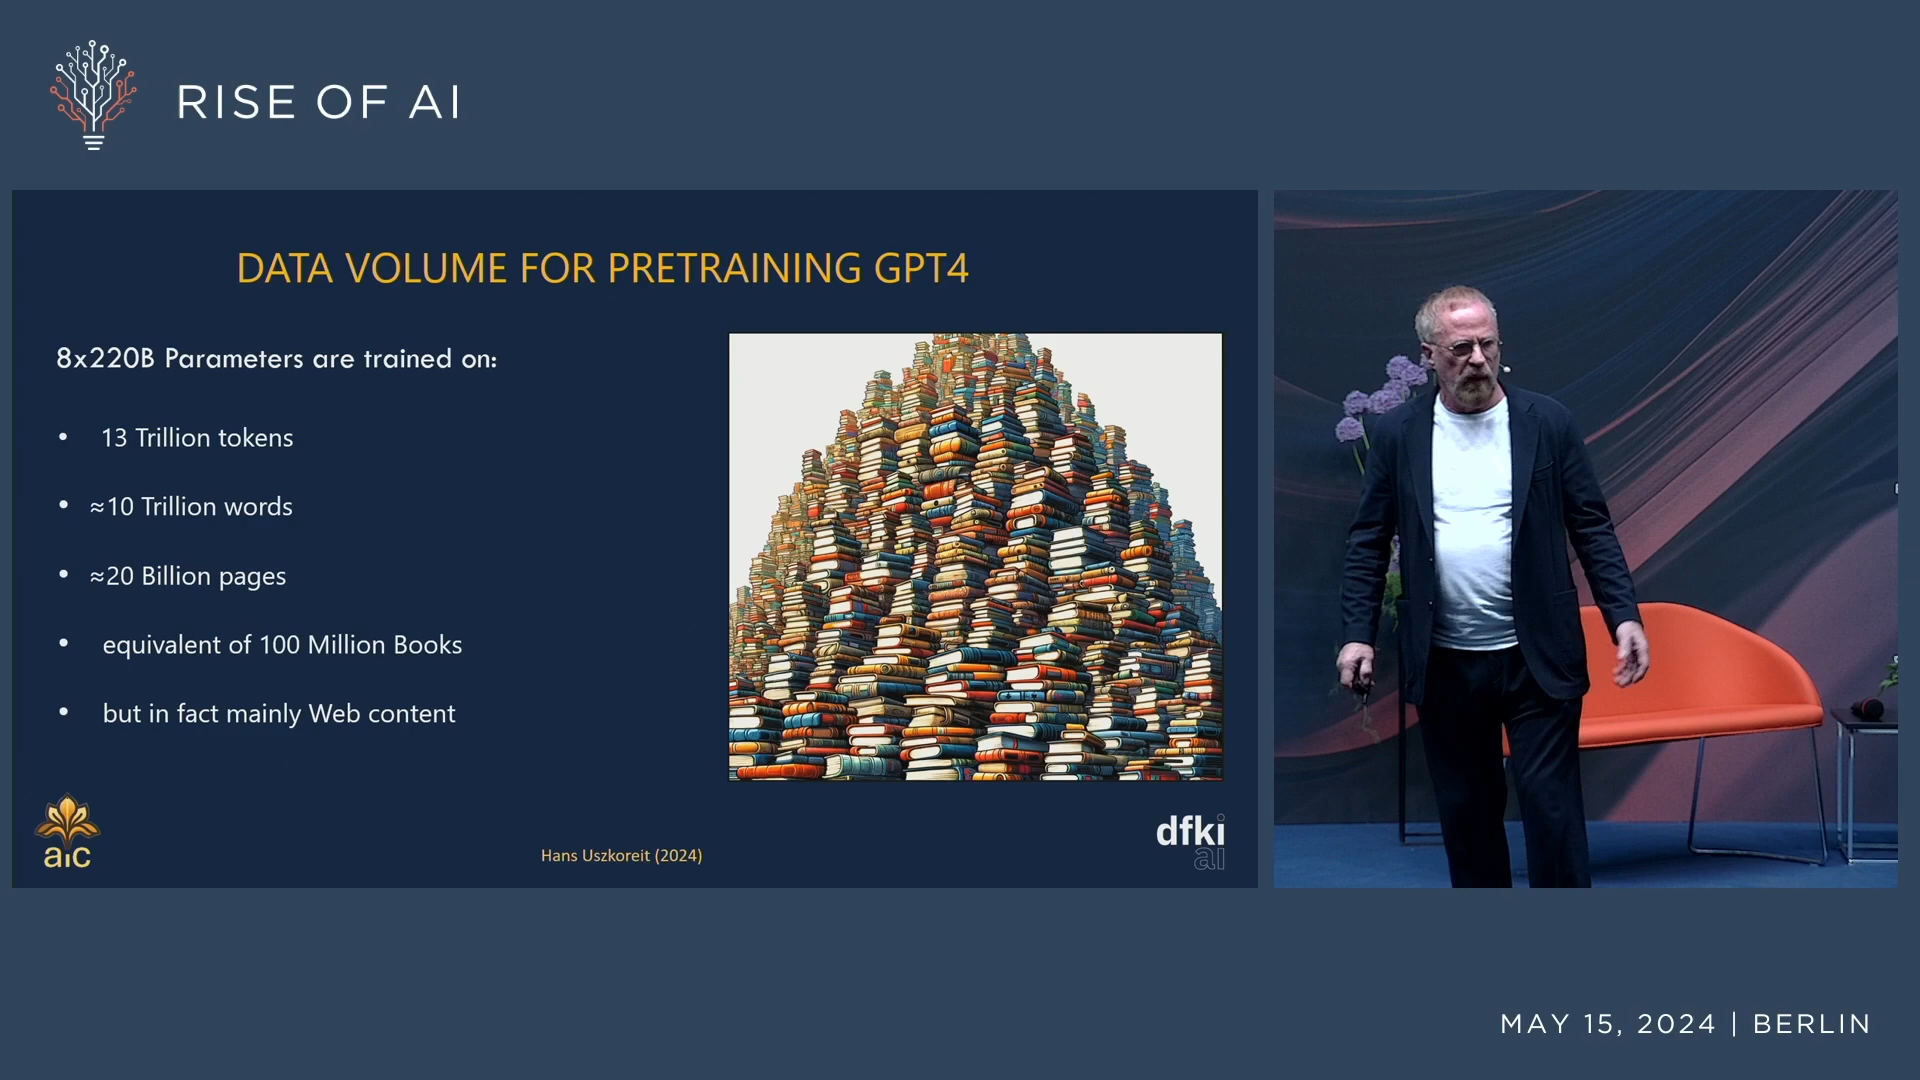 RISE OF AI
DATA VOLUME FOR PRETRAINING GPT4
8x220B Parameters are trained on:
• 13 Trillion tokens
• ≈10 Trillion words
• ≈20 Billion pages
• equivalent of 100 Million Books
• but in fact mainly Web content
aic
Hans Uszkoreit (2024)
dfki
ai
MAY 15, 2024 | BERLIN